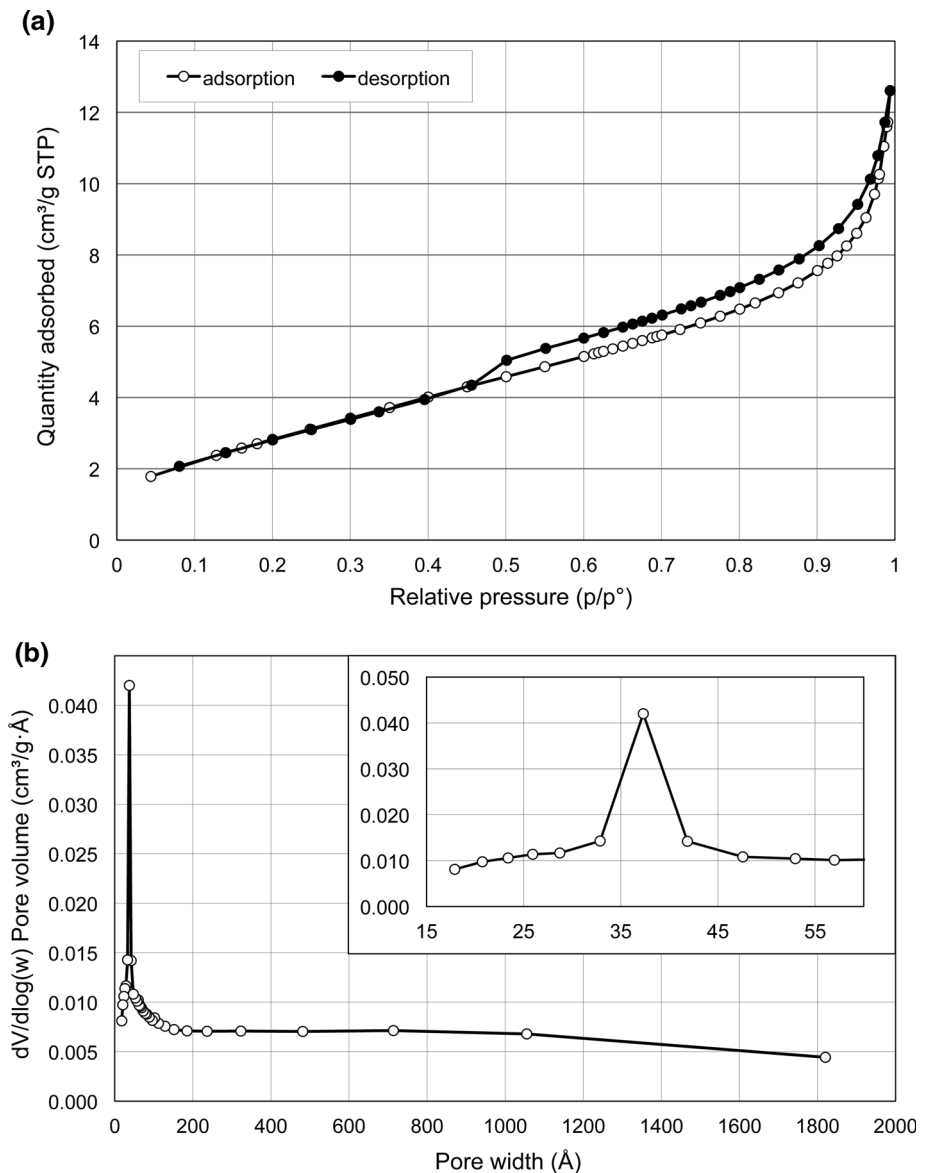 (a)
14
12
10
8
6
4
2
0
adsorption desorption
Quantity adsorbed (cm³/g STP)
0 0.1 0.2 0.3 0.4 0.5 0.6 0.7 0.8 0.9 1
Relative pressure (p/p°)
(b)
0.040
0.035
0.030
0.025
0.020
0.015
0.010
0.005
0.000
dV/dlog(w) Pore volume (cm³/g·Å)
0.050
0.040
0.030
0.020
0.010
0.000
15 25 35 45 55
0 200 400 600 800 1000 1200 1400 1600 1800 2000
Pore width (Å)